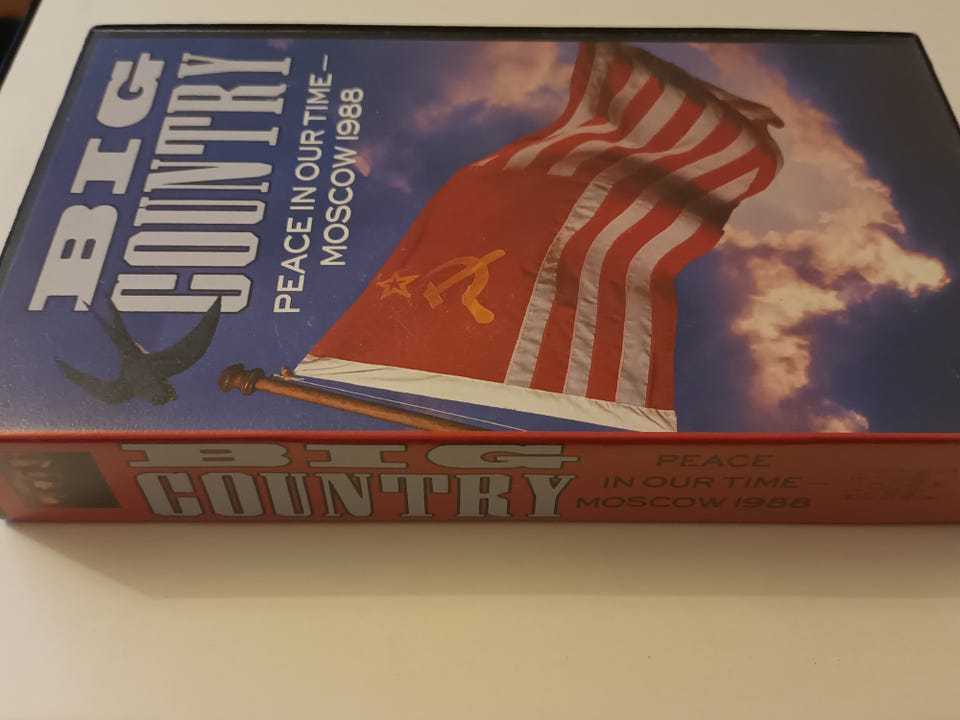 BIG
COUNTRY
PEACE IN OUR TIME –
MOSCOW 1988
BIG
COUNTRY
PEACE
IN OUR TIME –
MOSCOW 1988